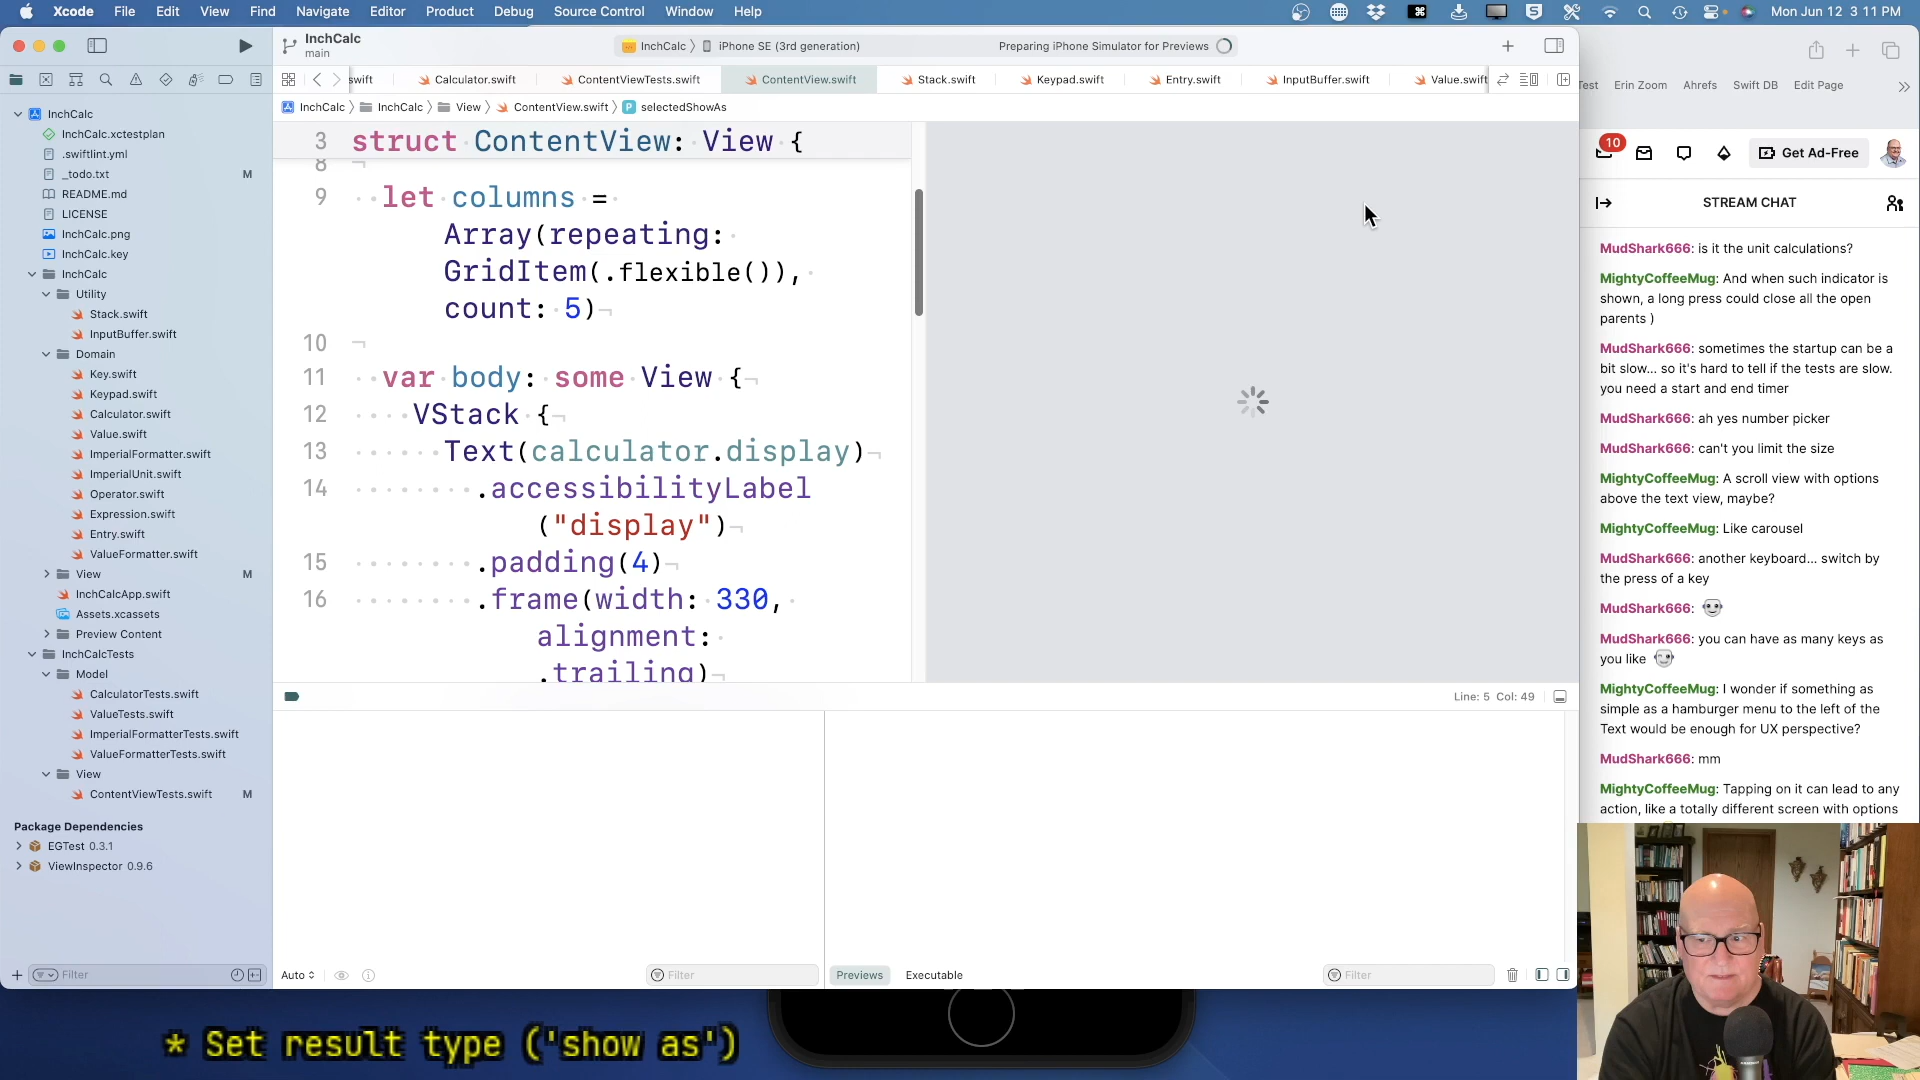 Xcode File Edit View Find Navigate Editor Product Debug Source Control Window Help
Mon Jun 12 3 11 PM
InchCalc
main
InchCalc iPhone SE (3rd generation)
Preparing iPhone Simulator for Previews
swift Calculator.swift ContentViewTests.swift ContentView.swift Stack.swift Keypad.swift Entry.swift InputBuffer.swift Value.swift
InchCalc InchCalc View ContentView.swift selectedShowAs
InchCalc
InchCalc.xctestplan
.swiftlint.yml
_todo.txt M
README.md
LICENSE
InchCalc.png
InchCalc.key
InchCalc
Utility
Stack.swift
InputBuffer.swift
Domain
Key.swift
Keypad.swift
Calculator.swift
Value.swift
ImperialFormatter.swift
ImperialUnit.swift
Operator.swift
Expression.swift
Entry.swift
ValueFormatter.swift
View M
InchCalcApp.swift
Assets.xcassets
Preview Content
InchCalcTests
Model
CalculatorTests.swift
ValueTests.swift
ImperialFormatterTests.swift
ValueFormatterTests.swift
View
ContentViewTests.swift M
Package Dependencies
EGTest 0.3.1
ViewInspector 0.9.6
Filter
3 struct ContentView: View {
8
9 let columns =
Array(repeating:
GridItem(.flexible()),
count: 5)
10
11 var body: some View {
12 VStack {
13 Text(calculator.display)
14 .accessibilityLabel
("display")
15 .padding(4)
16 .frame(width: 330,
alignment:
.trailing)
Line: 5 Col: 49
Auto
Filter
Previews Executable
Filter
Test Erin Zoom Ahrefs Swift DB Edit Page
10
Get Ad-Free
STREAM CHAT
MudShark666: is it the unit calculations?
MightyCoffeeMug: And when such indicator is
shown, a long press could close all the open
parents )
MudShark666: sometimes the startup can be a
bit slow... so it's hard to tell if the tests are slow.
you need a start and end timer
MudShark666: ah yes number picker
MudShark666: can't you limit the size
MightyCoffeeMug: A scroll view with options
above the text view, maybe?
MightyCoffeeMug: Like carousel
MudShark666: another keyboard... switch by
the press of a key
MudShark666:
MudShark666: you can have as many keys as
you like
MightyCoffeeMug: I wonder if something as
simple as a hamburger menu to the left of the
Text would be enough for UX perspective?
MudShark666: mm
MightyCoffeeMug: Tapping on it can lead to any
action, like a totally different screen with options
* Set result type ('show as')